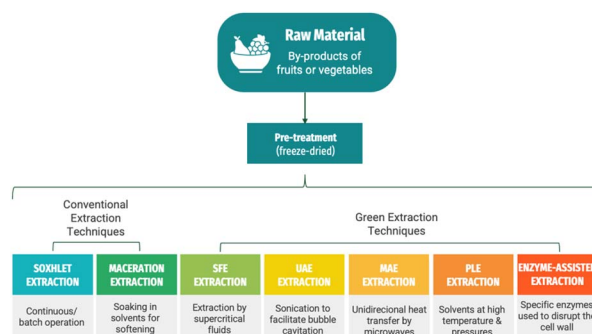 Raw Material
By-products of
fruits or vegetables
Pre-treatment
(freeze-dried)
Conventional
Extraction
Techniques
Green Extraction
Techniques
SOXHLET
EXTRACTION
MACERATION
EXTRACTION
SFE
EXTRACTION
UAE
EXTRACTION
MAE
EXTRACTION
PLE
EXTRACTION
ENZYME-ASSISTED
EXTRACTION
Continuous/
batch operation
Soaking in
solvents for
softening
Extraction by
supercritical
fluids
Sonication to
facilitate bubble
cavitation
Unidirecional heat
transfer by
microwaves
Solvents at high
temperature &
pressures
Specific enzymes
used to disrupt the
cell wall